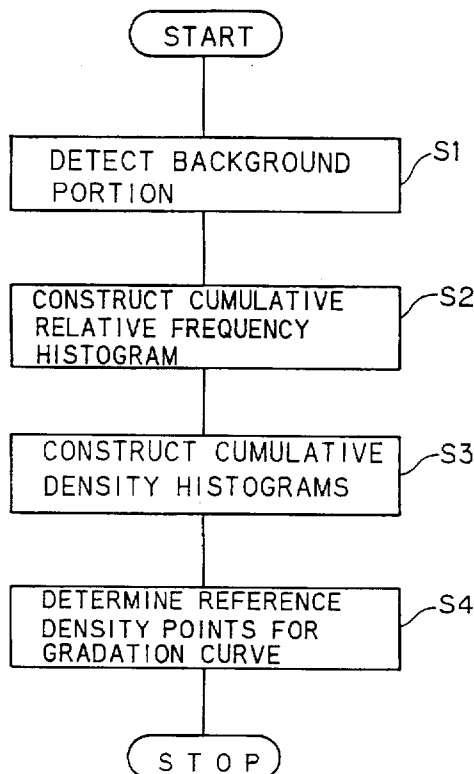 START
DETECT BACKGROUND
PORTION
S1
CONSTRUCT CUMULATIVE
RELATIVE FREQUENCY
HISTOGRAM
S2
CONSTRUCT CUMULATIVE
DENSITY HISTOGRAMS
S3
DETERMINE REFERENCE
DENSITY POINTS FOR
GRADATION CURVE
S4
STOP